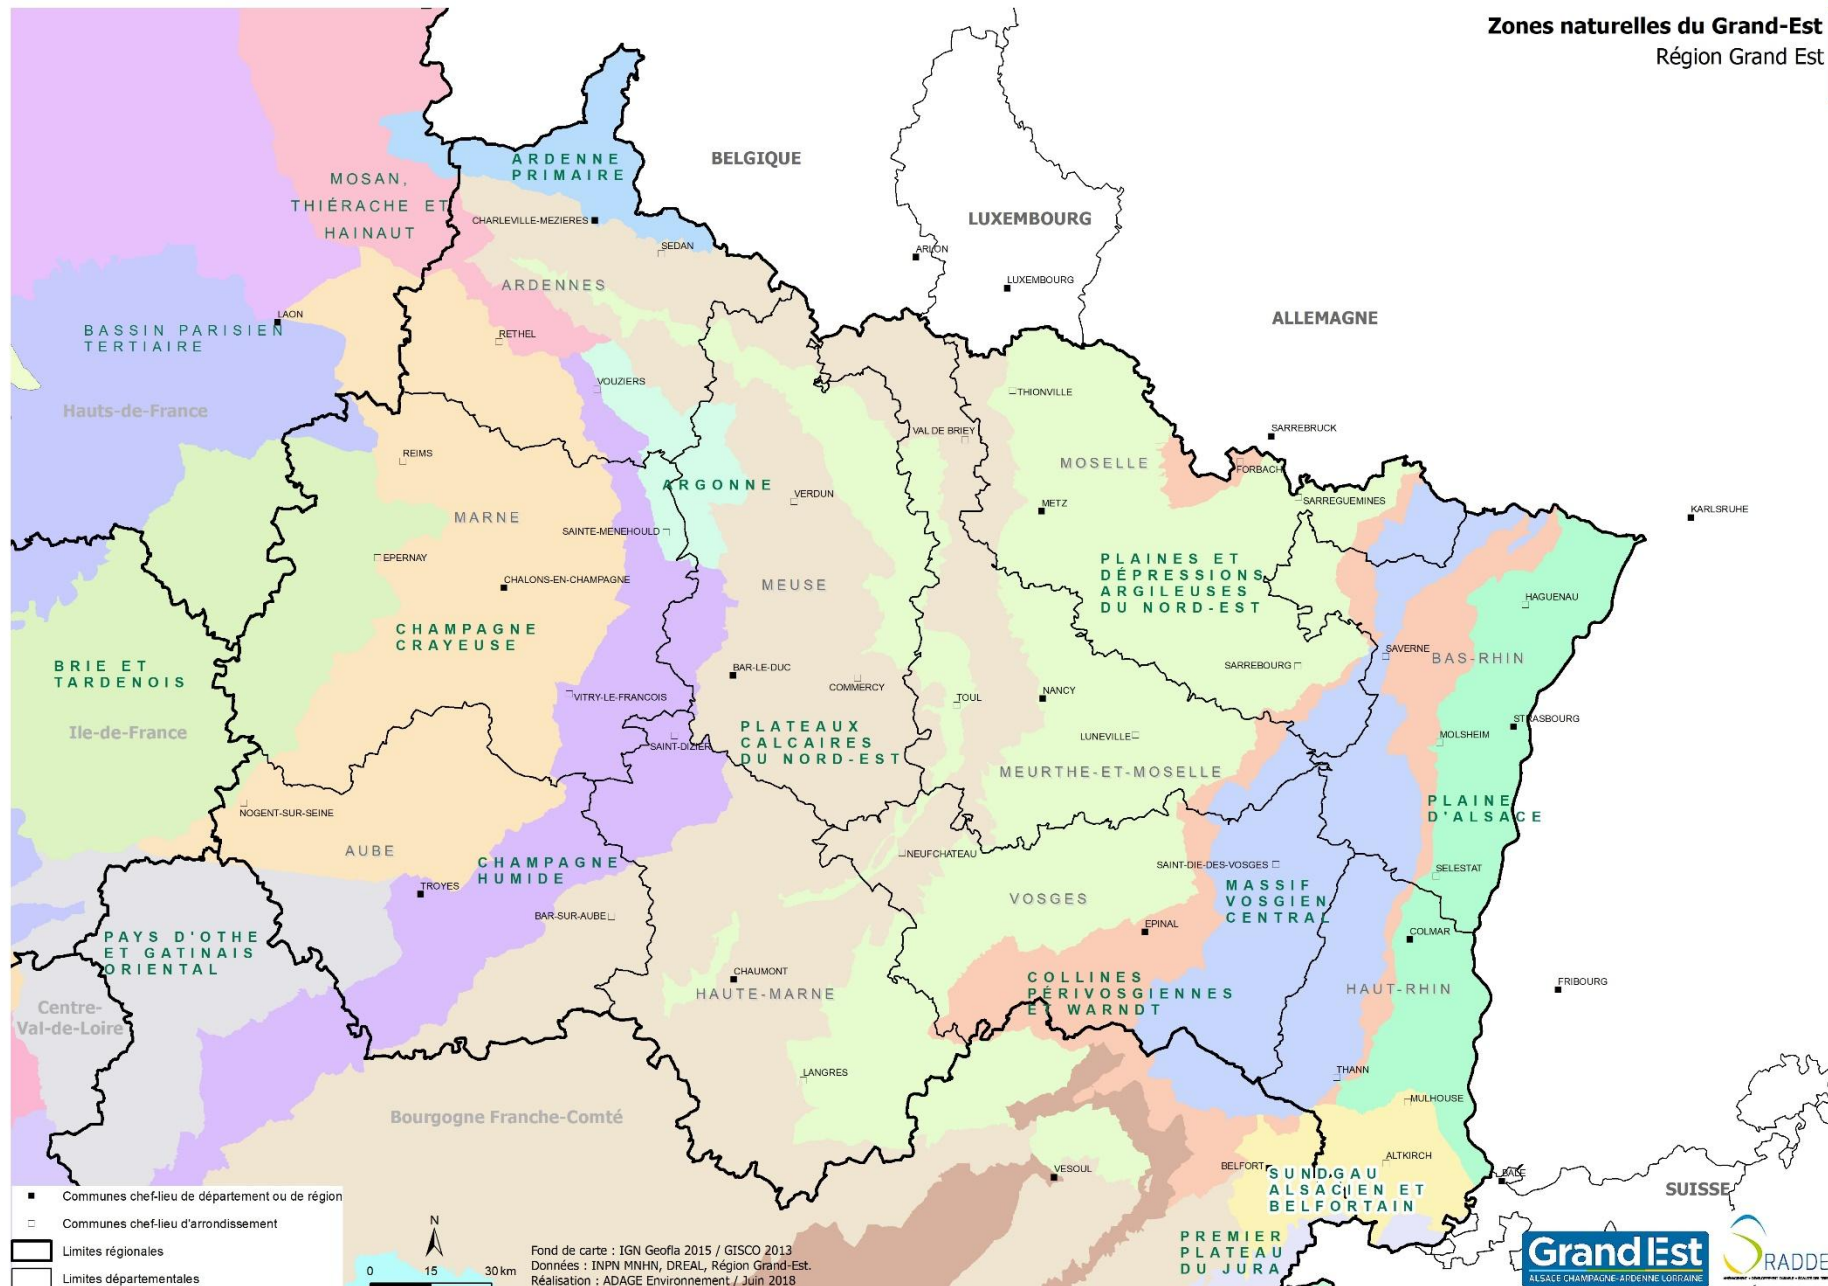 Zones naturelles du Grand-Est
Région Grand Est
ARDENNE
PRIMAIRE
BELGIQUE
MOSAN,
THIÉRACHE ET
HAINAUT
CHARLEVILLE-MEZIERES
SEDAN
LUXEMBOURG
ARLON
LUXEMBOURG
ARDENNES
ALLEMAGNE
LAON
BASSIN PARISIEN
TERTIAIRE
RETHEL
VOUZIERS
THIONVILLE
Hauts-de-France
VAL DE BRIEY
SARREBRUCK
REIMS
MOSELLE
FORBACH
ARGONNE
VERDUN
SARREGUEMINES
METZ
KARLSRUHE
MARNE
SAINTE-MENEHOULD
EPERNAY
CHALONS-EN-CHAMPAGNE
MEUSE
PLAINES ET
DÉPRESSIONS
ARGILEUSES
DU NORD-EST
HAGUENAU
CHAMPAGNE
CRAYEUSE
BRIE ET
TARDENOIS
BAR-LE-DUC
COMMERCY
SARREBOURG
SAVERNE
BAS-RHIN
VITRY-LE-FRANCOIS
TOUL
NANCY
Ile-de-France
SAINT-DIZIER
PLATEAUX
CALCAIRES
DU NORD-EST
LUNEVILLE
STRASBOURG
MOLSHEIM
MEURTHE-ET-MOSELLE
NOGENT-SUR-SEINE
PLAINE
D'ALSACE
AUBE
CHAMPAGNE
HUMIDE
NEUFCHATEAU
SAINT-DIE-DES-VOSGES
SELESTAT
TROYES
BAR-SUR-AUBE
VOSGES
MASSIF
VOSGIEN
CENTRAL
EPINAL
COLMAR
PAYS D'OTHE
ET GATINAIS
ORIENTAL
CHAUMONT
HAUTE-MARNE
COLLINES
PÉRIVOSGIENNES
ET WARNDT
HAUT-RHIN
FRIBOURG
Centre-
Val-de-Loire
LANGRES
THANN
MULHOUSE
Bourgogne Franche-Comté
VESOUL
BELFORT
ALTKIRCH
SUNDGAU
ALSACIEN ET
BELFORTAIN
BALE
SUISSE
PREMIER
PLATEAU
DU JURA
Communes chef-lieu de département ou de région
Communes chef-lieu d'arrondissement
Limites régionales
Limites départementales
N
0 15 30 km
Fond de carte : IGN Geofla 2015 / GISCO 2013
Données : INPN MNHN, DREAL, Région Grand-Est.
Réalisation : ADAGE Environnement / Juin 2018
Grand Est
ALSACE CHAMPAGNE-ARDENNE LORRAINE
RADDE